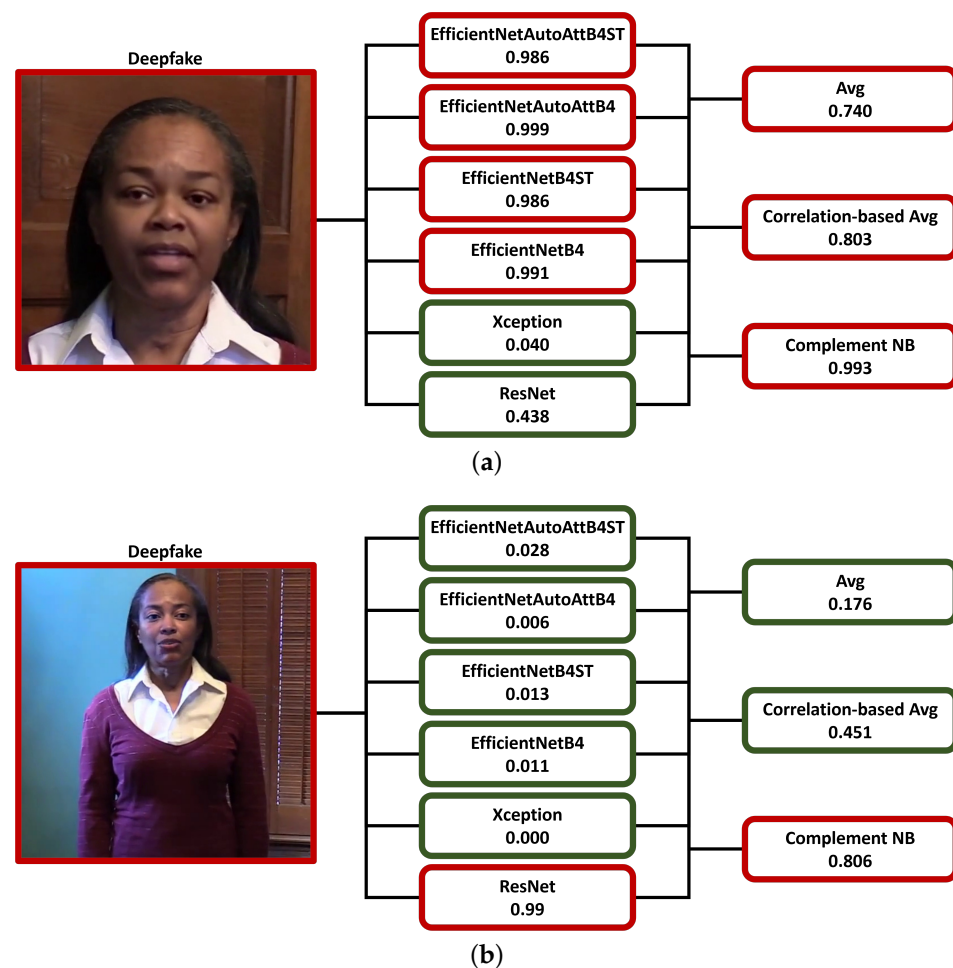 Deepfake
EfficientNetAutoAttB4ST
0.986
EfficientNetAutoAttB4
0.999
EfficientNetB4ST
0.986
EfficientNetB4
0.991
Xception
0.040
ResNet
0.438
Avg
0.740
Correlation-based Avg
0.803
Complement NB
0.993
(a)
Deepfake
EfficientNetAutoAttB4ST
0.028
EfficientNetAutoAttB4
0.006
EfficientNetB4ST
0.013
EfficientNetB4
0.011
Xception
0.000
ResNet
0.99
Avg
0.176
Correlation-based Avg
0.451
Complement NB
0.806
(b)